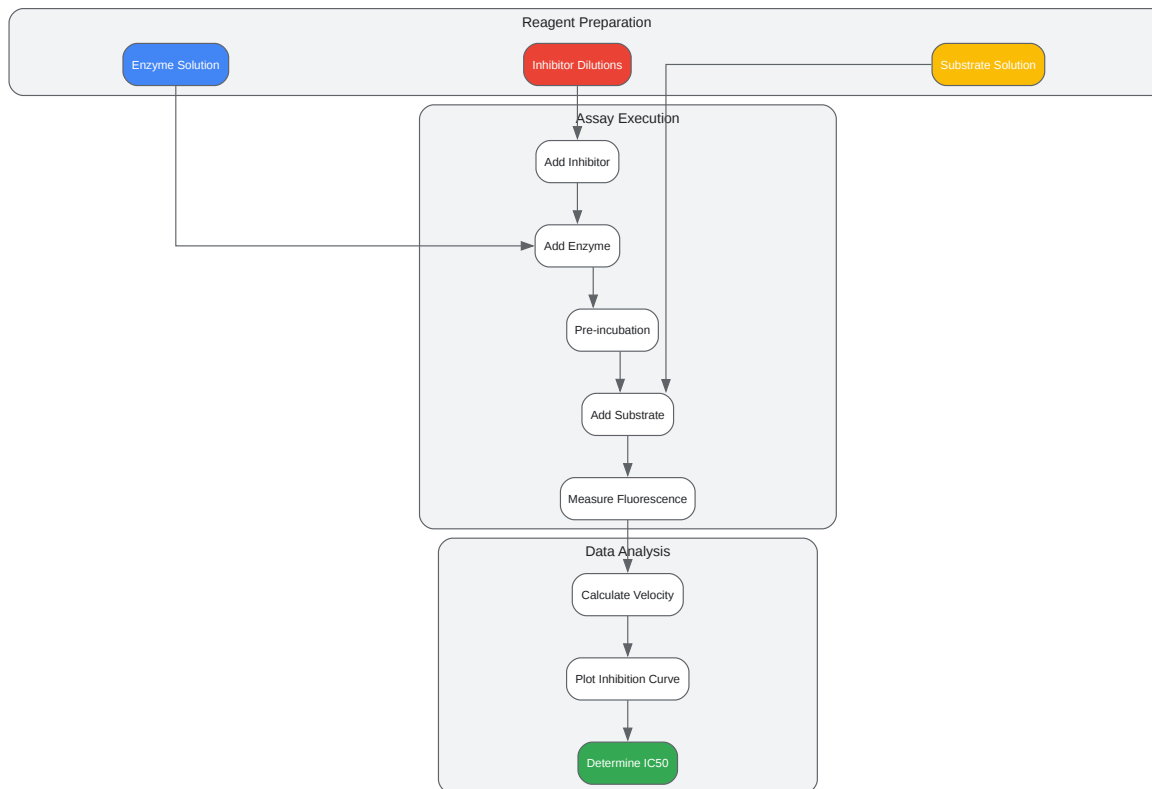 Reagent Preparation
Enzyme Solution
Inhibitor Dilutions
Substrate Solution
Assay Execution
Add Inhibitor
Add Enzyme
Pre-incubation
Add Substrate
Measure Fluorescence
Data Analysis
Calculate Velocity
Plot Inhibition Curve
Determine IC50